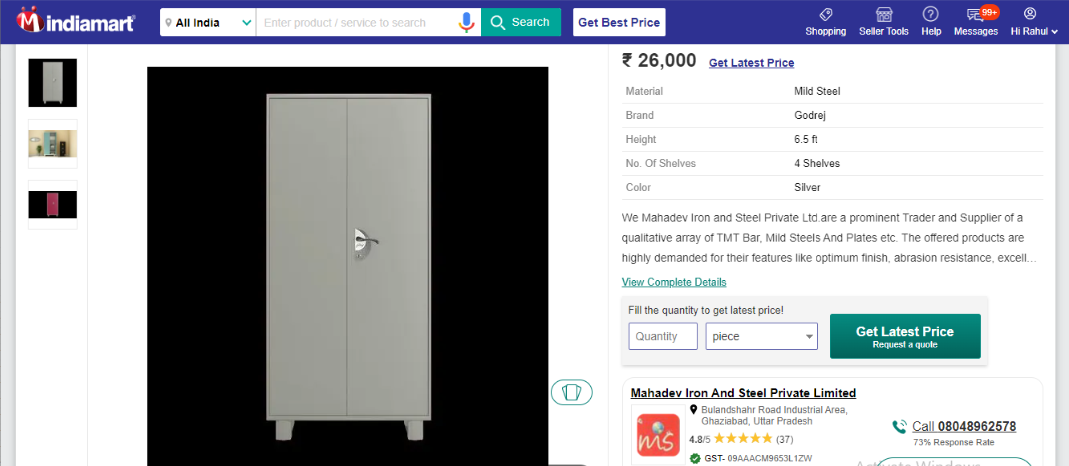 indiamart
All India
Enter product / service to search
Search
Get Best Price
Shopping
Seller Tools
Help
99+
Messages
Hi Rahul
₹ 26,000 Get Latest Price
Material Mild Steel
Brand Godrej
Height 6.5 ft
No. Of Shelves 4 Shelves
Color Silver
We Mahadev Iron and Steel Private Ltd.are a prominent Trader and Supplier of a
qualitative array of TMT Bar, Mild Steels And Plates etc. The offered products are
highly demanded for their features like optimum finish, abrasion resistance, excell...
View Complete Details
Fill the quantity to get latest price!
Quantity
piece
Get Latest Price
Request a quote
Mahadev Iron And Steel Private Limited
ms
Bulandshahr Road Industrial Area,
Ghaziabad, Uttar Pradesh
4.8/5 ★★★★★ (37)
GST- 09AAACM9653L1ZW
Call 08048962578
73% Response Rate
Activate Windows